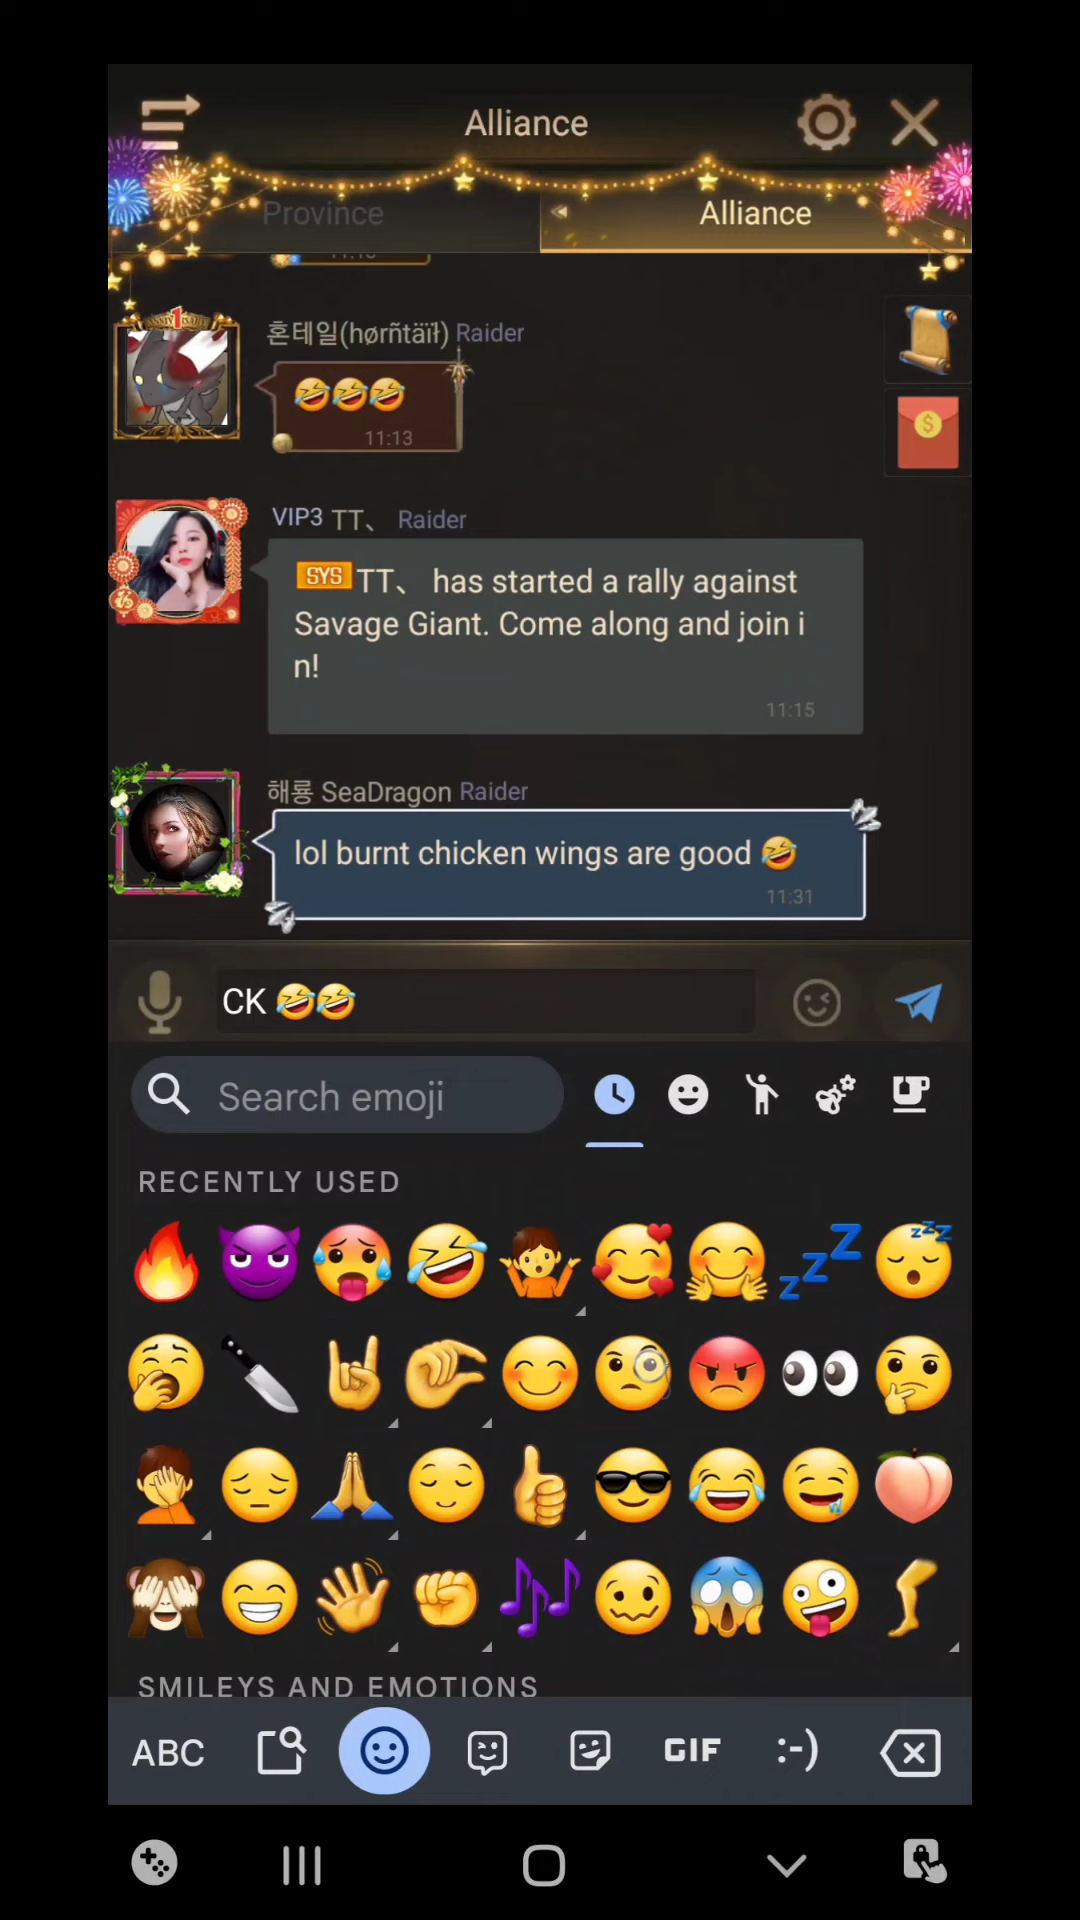 Alliance
Province
Alliance
혼테일(hørñtäïł) Raider
🤣🤣🤣
11:13
VIP3 TT、 Raider
SYS TT、 has started a rally against
Savage Giant. Come along and join i
n!
11:15
해룡 SeaDragon Raider
lol burnt chicken wings are good 🤣
11:31
CK 🤣🤣
Search emoji
RECENTLY USED
SMILEYS AND EMOTIONS
ABC
GIF
:-)